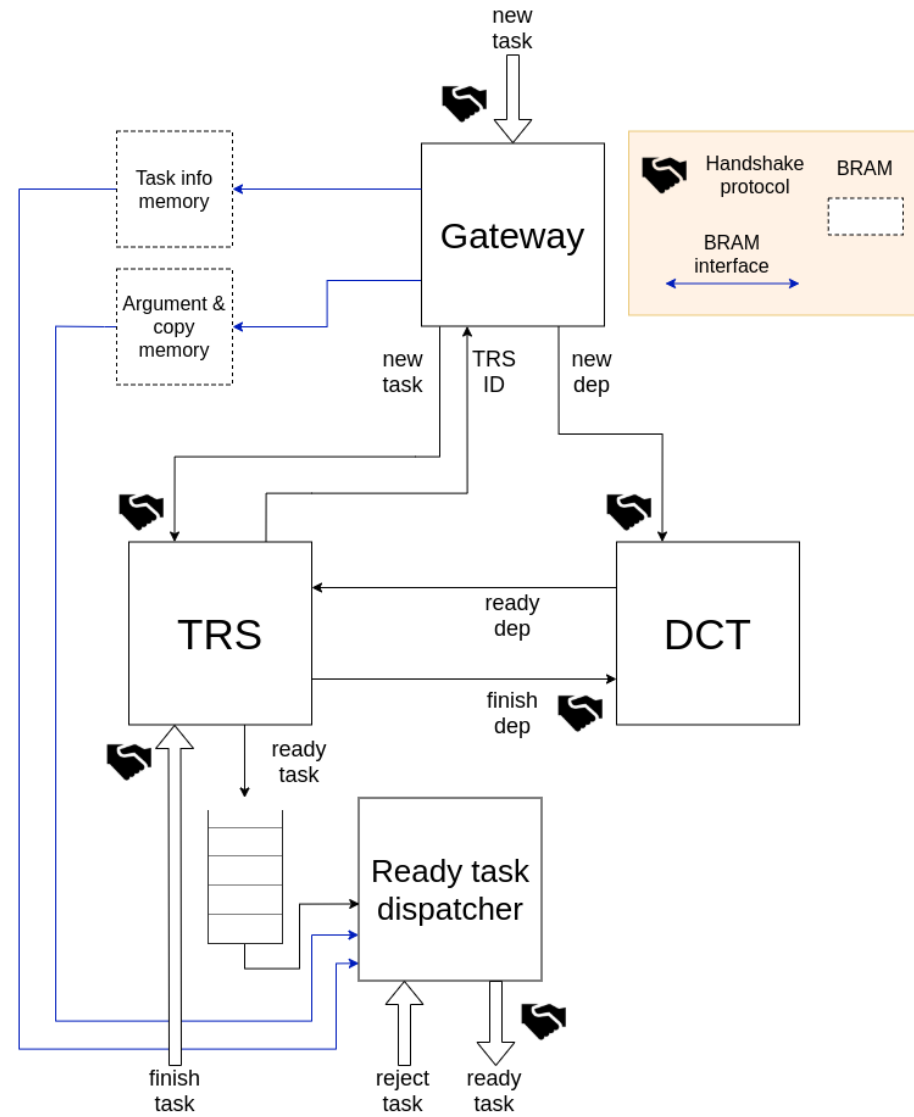 new
task
Task info
memory
Gateway
Handshake
protocol
BRAM
BRAM
interface
Argument &
copy
memory
new
task
TRS
ID
new
dep
TRS
ready
dep
DCT
finish
dep
ready
task
Ready task
dispatcher
finish
task
reject
task
ready
task